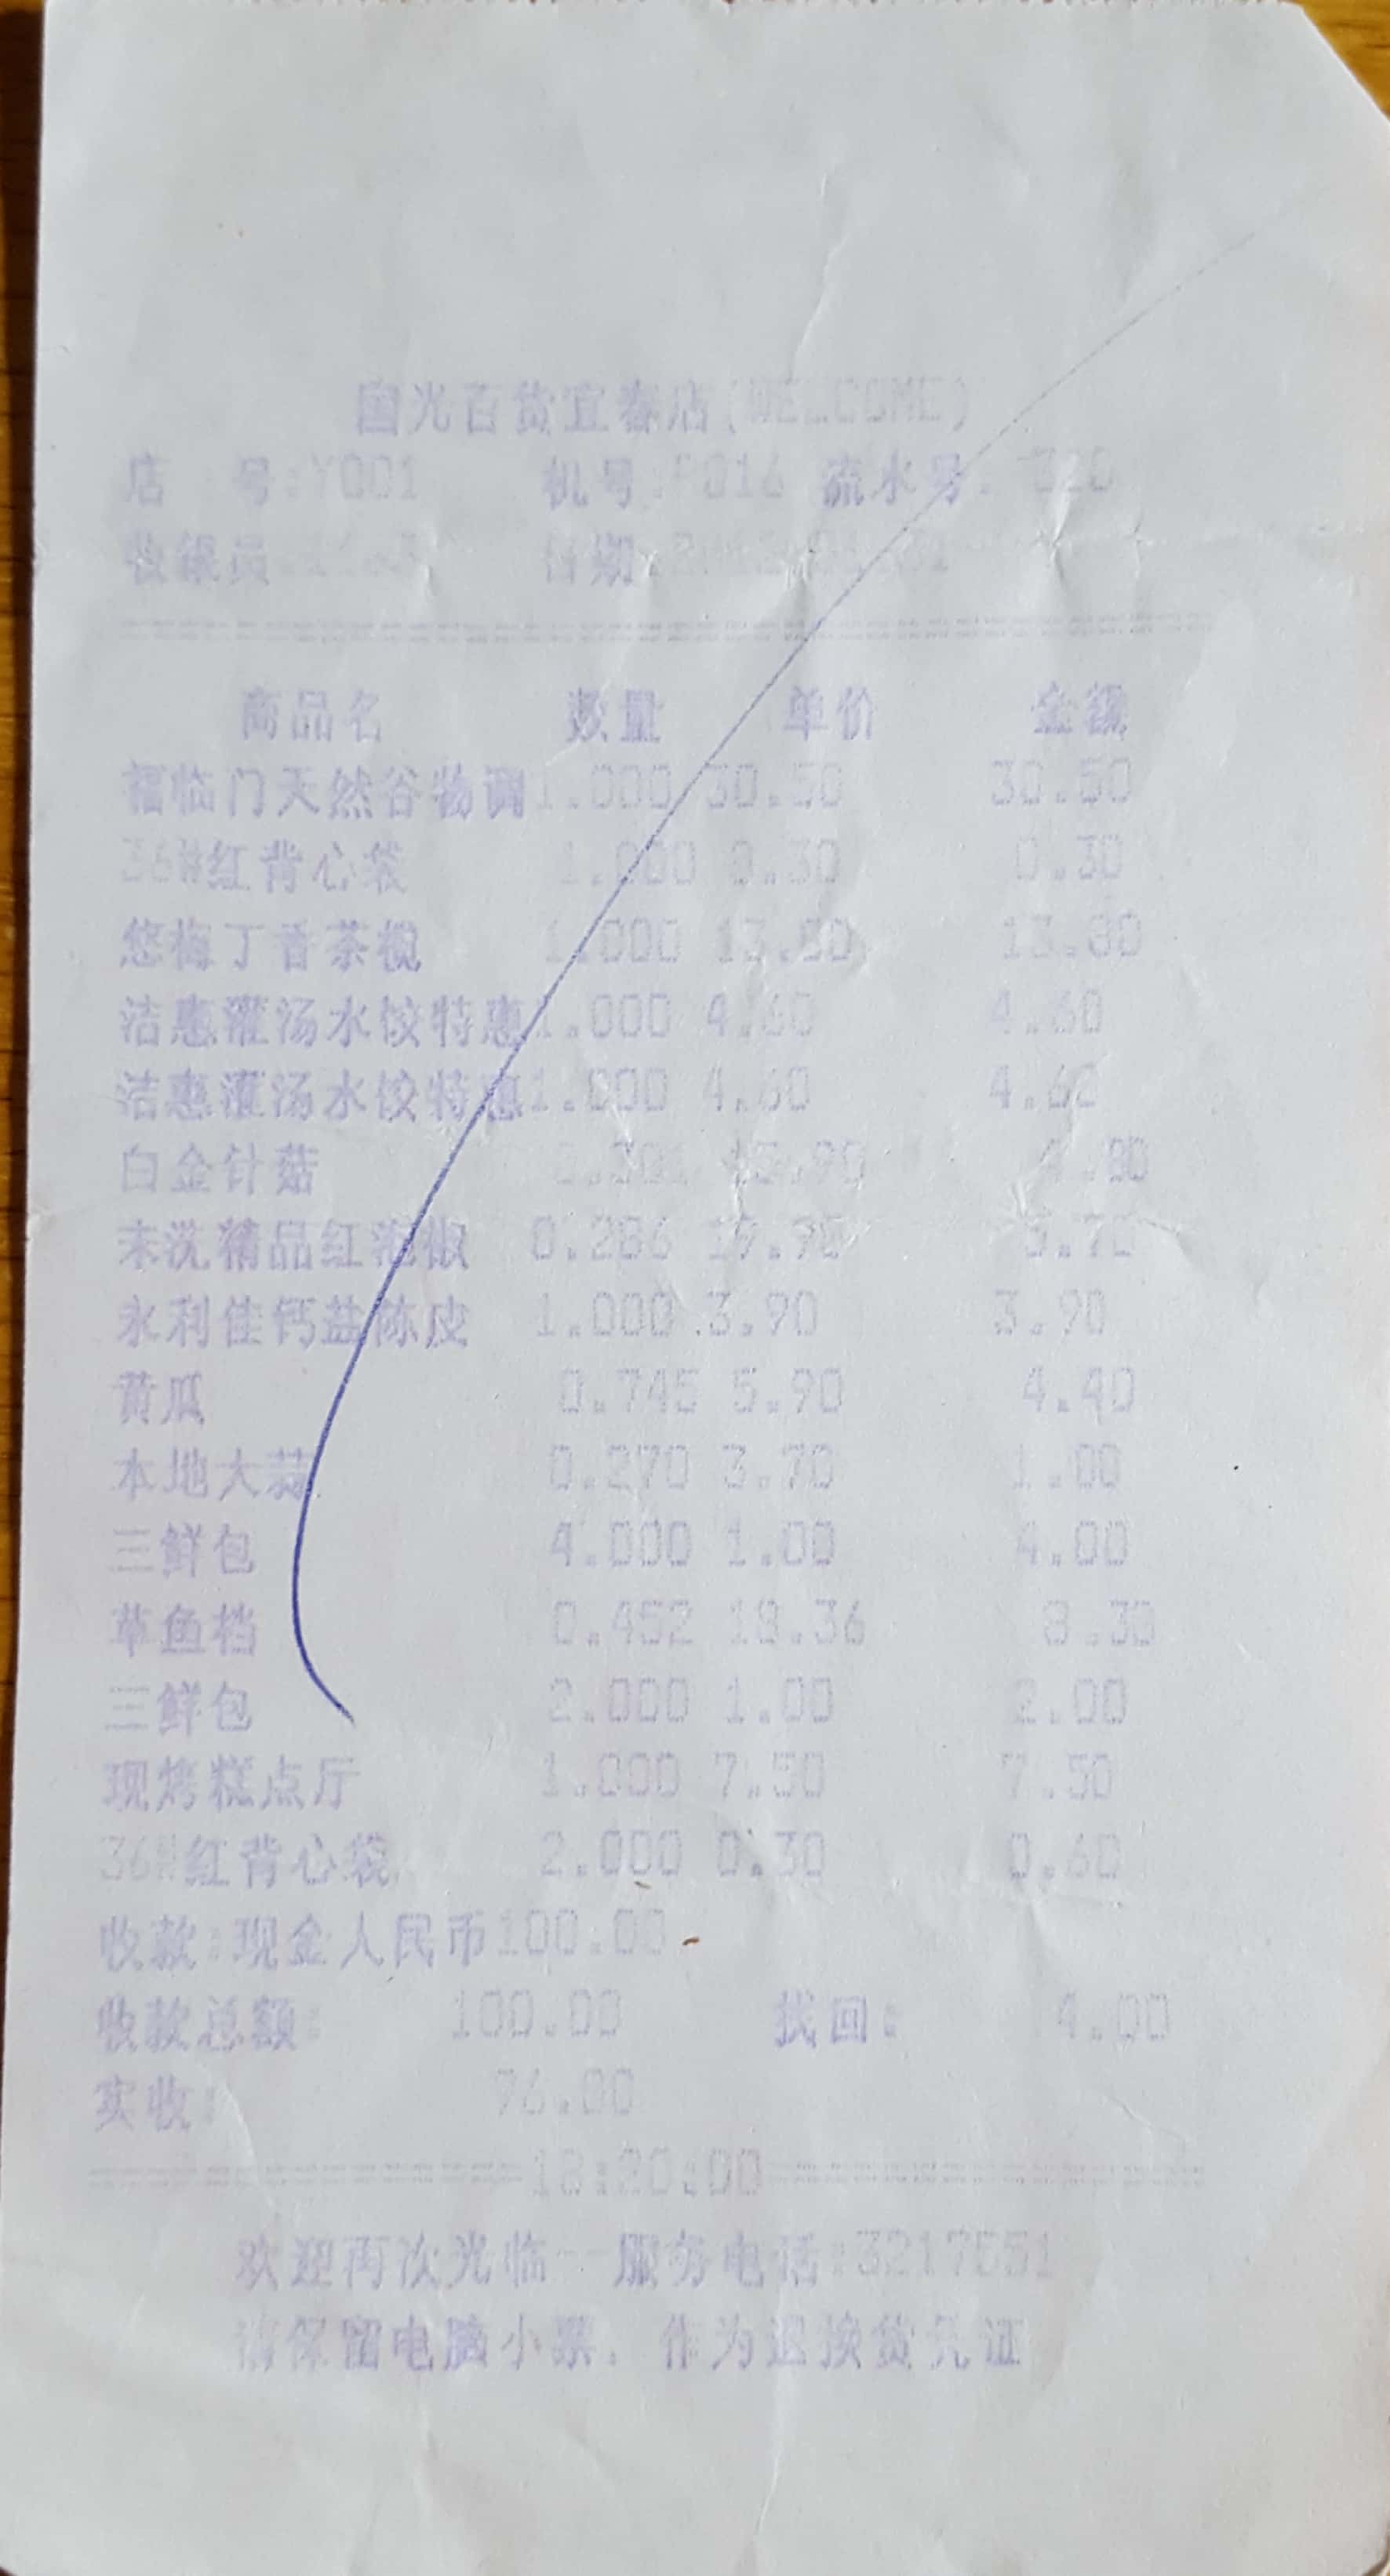 国光百货宜春店(WELCOME)
店 号:Y001 机号:P016 流水号:
收银员: 日期:
商品名 数量 单价 金额
福临门天然谷物调1.000 30.50 30.50
36#红背心袋 1.000 0.30 0.30
悠梅丁香茶榄 1.000 13.80 13.80
洁惠灌汤水饺特惠1.000 4.60 4.60
洁惠灌汤水饺特惠1.000 4.60 4.60
白金针菇 0.301 15.90 4.80
未洗精品红泡椒 0.286 19.90 5.70
永利佳钙盐陈皮 1.000 3.90 3.90
黄瓜 0.745 5.90 4.40
本地大蒜 0.270 3.70 1.00
三鲜包 4.000 1.00 4.00
草鱼档 0.452 18.36 8.30
三鲜包 2.000 1.00 2.00
现烤糕点厅 1.000 7.50 7.50
36#红背心袋 2.000 0.30 0.60
收款:现金人民币100.00
收款总额: 100.00 找回: 4.00
实收: 96.00
18:20:00
欢迎再次光临--服务电话:3217551
请保留电脑小票，作为退换货凭证